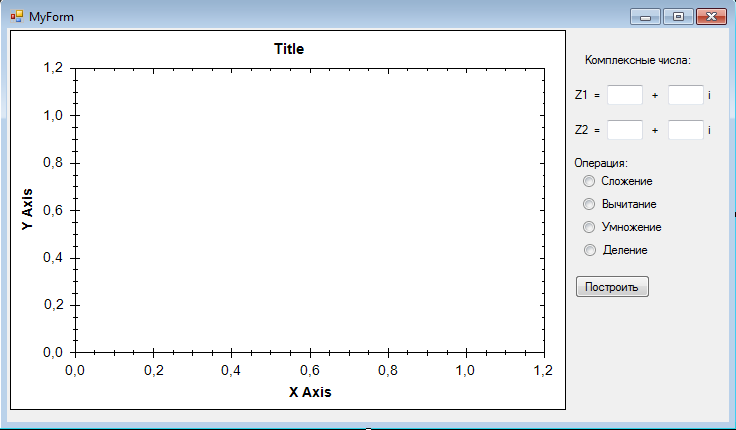 MyForm
Title
Y Axis
1,2
1,0
0,8
0,6
0,4
0,2
0,0
0,0 0,2 0,4 0,6 0,8 1,0 1,2
X Axis
Комплексные числа:
Z1 = + i
Z2 = + i
Операция:
Сложение
Вычитание
Умножение
Деление
Построить